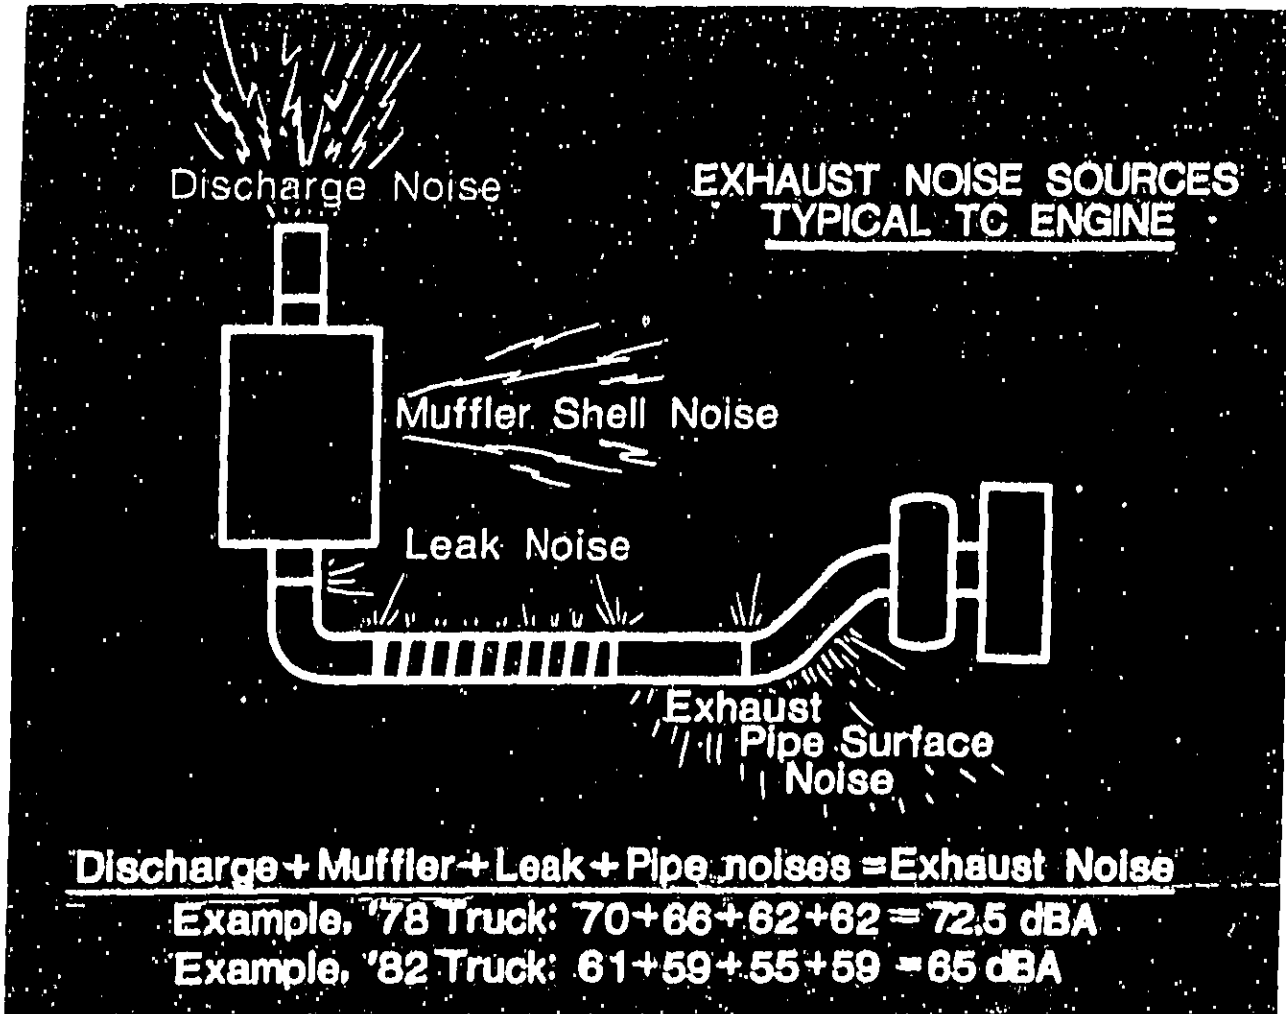 Discharge Noise
EXHAUST NOISE SOURCES
TYPICAL TC ENGINE
Muffler Shell Noise
Leak Noise
Exhaust
Pipe Surface
Noise
Discharge + Muffler + Leak + Pipe noises = Exhaust Noise
Example, '78 Truck: 70+66+62+62 = 72.5 dBA
Example, '82 Truck: 61+59+55+59 = 65 dBA